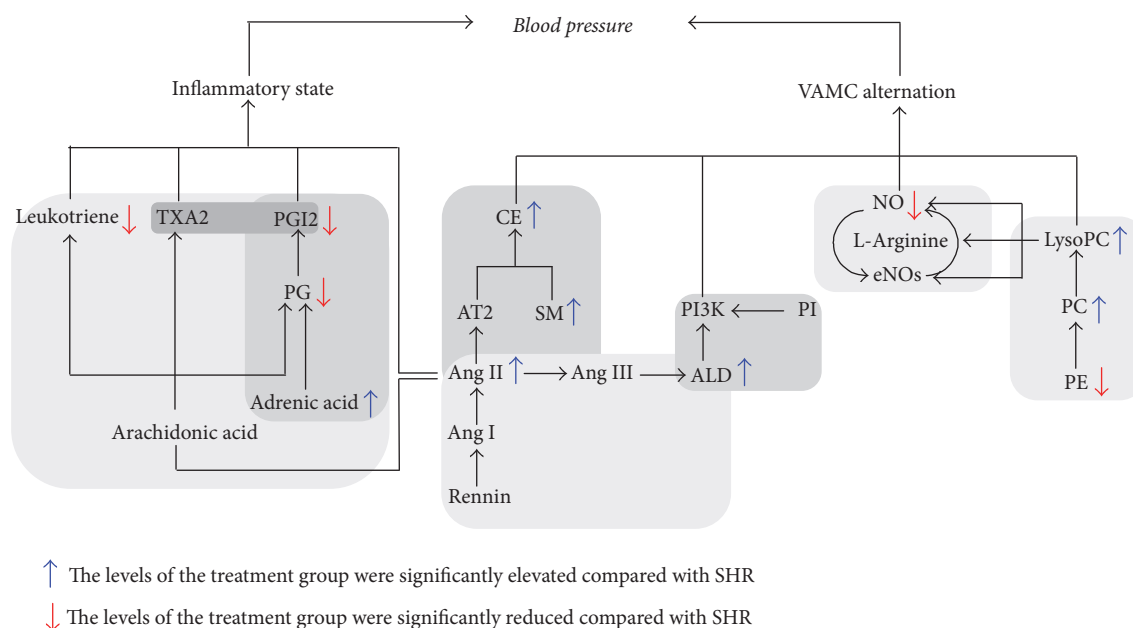 Blood pressure
Inflammatory state
VAMC alternation
Leukotriene ↓
TXA2
PGI2 ↓
CE ↑
NO ↓
L-Arginine
eNOs
LysoPC ↑
PG ↓
AT2
SM ↑
PI3K
PI
PC ↑
Ang II ↑
Ang III
ALD ↑
PE ↓
Adrenic acid ↑
Arachidonic acid
Ang I
Rennin
↑ The levels of the treatment group were significantly elevated compared with SHR
↓ The levels of the treatment group were significantly reduced compared with SHR